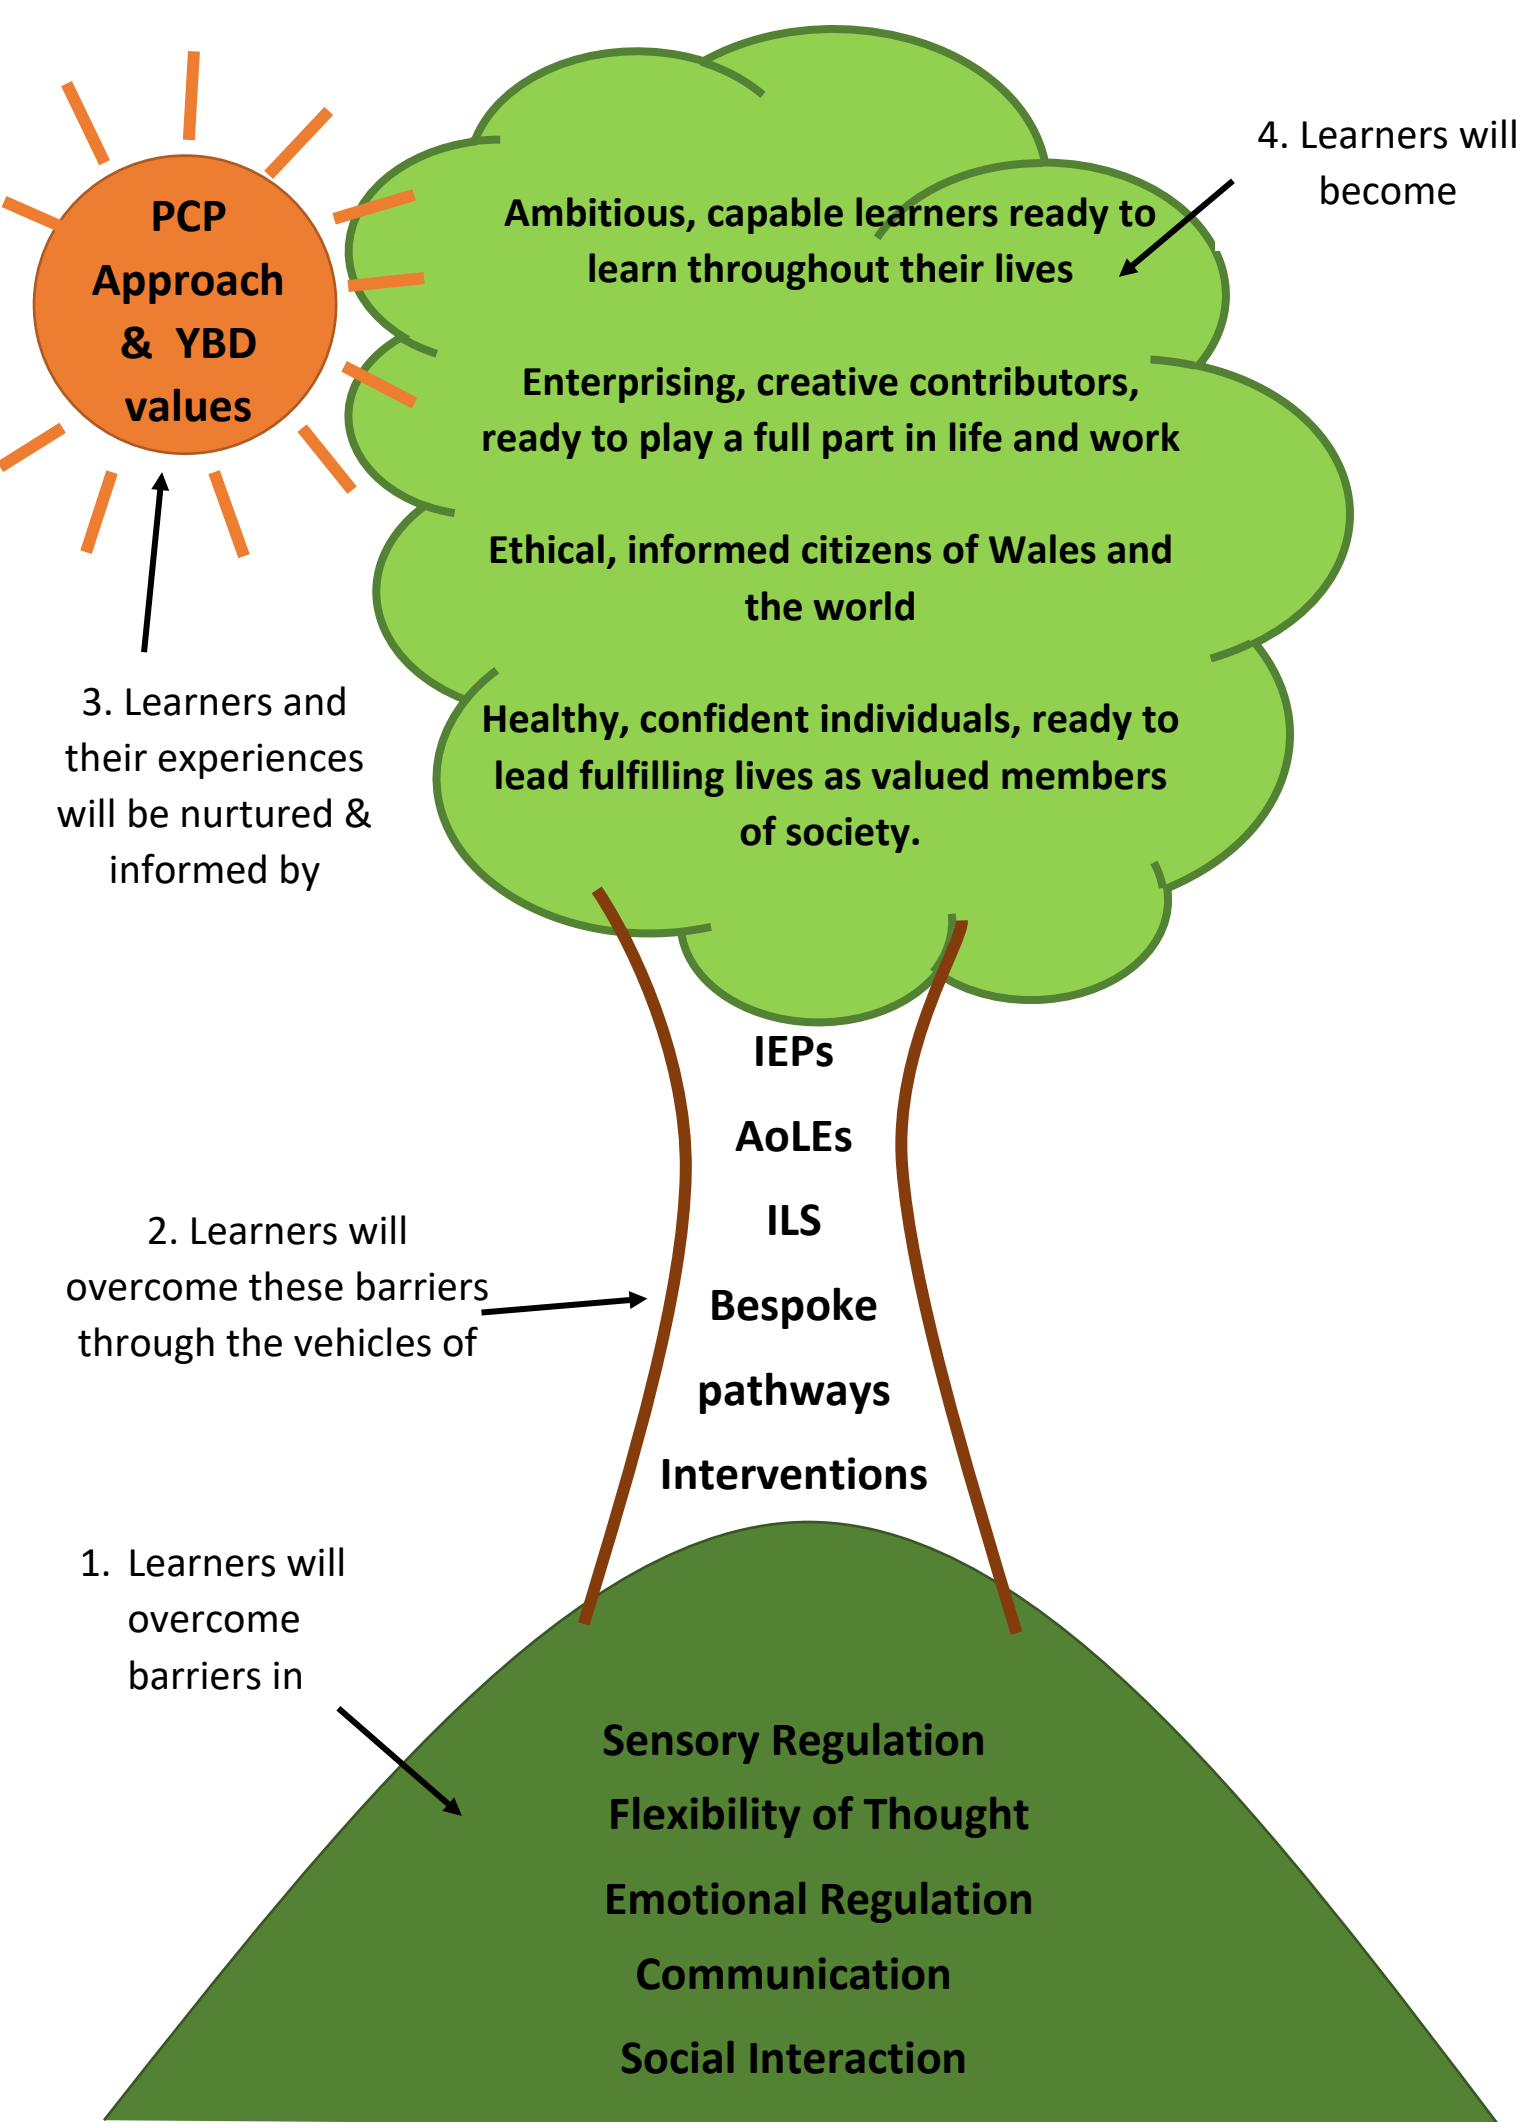 PCP
Approach
& YBD
values
4. Learners will
become
Ambitious, capable learners ready to
learn throughout their lives
Enterprising, creative contributors,
ready to play a full part in life and work
Ethical, informed citizens of Wales and
the world
Healthy, confident individuals, ready to
lead fulfilling lives as valued members
of society.
3. Learners and
their experiences
will be nurtured &
informed by
IEPs
AoLEs
ILS
Bespoke
pathways
Interventions
2. Learners will
overcome these barriers
through the vehicles of
1. Learners will
overcome
barriers in
Sensory Regulation
Flexibility of Thought
Emotional Regulation
Communication
Social Interaction